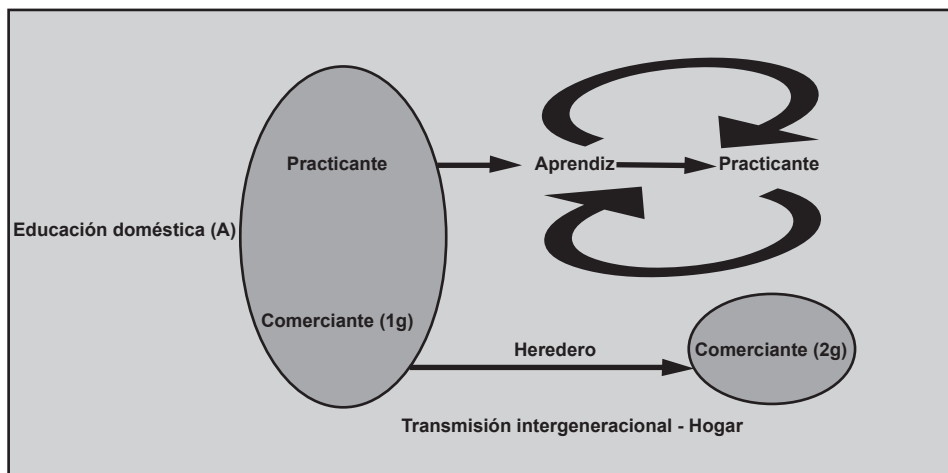 Practicante
Aprendiz
Practicante
Educación doméstica (A)
Comerciante (1g)
Heredero
Comerciante (2g)
Transmisión intergeneracional - Hogar